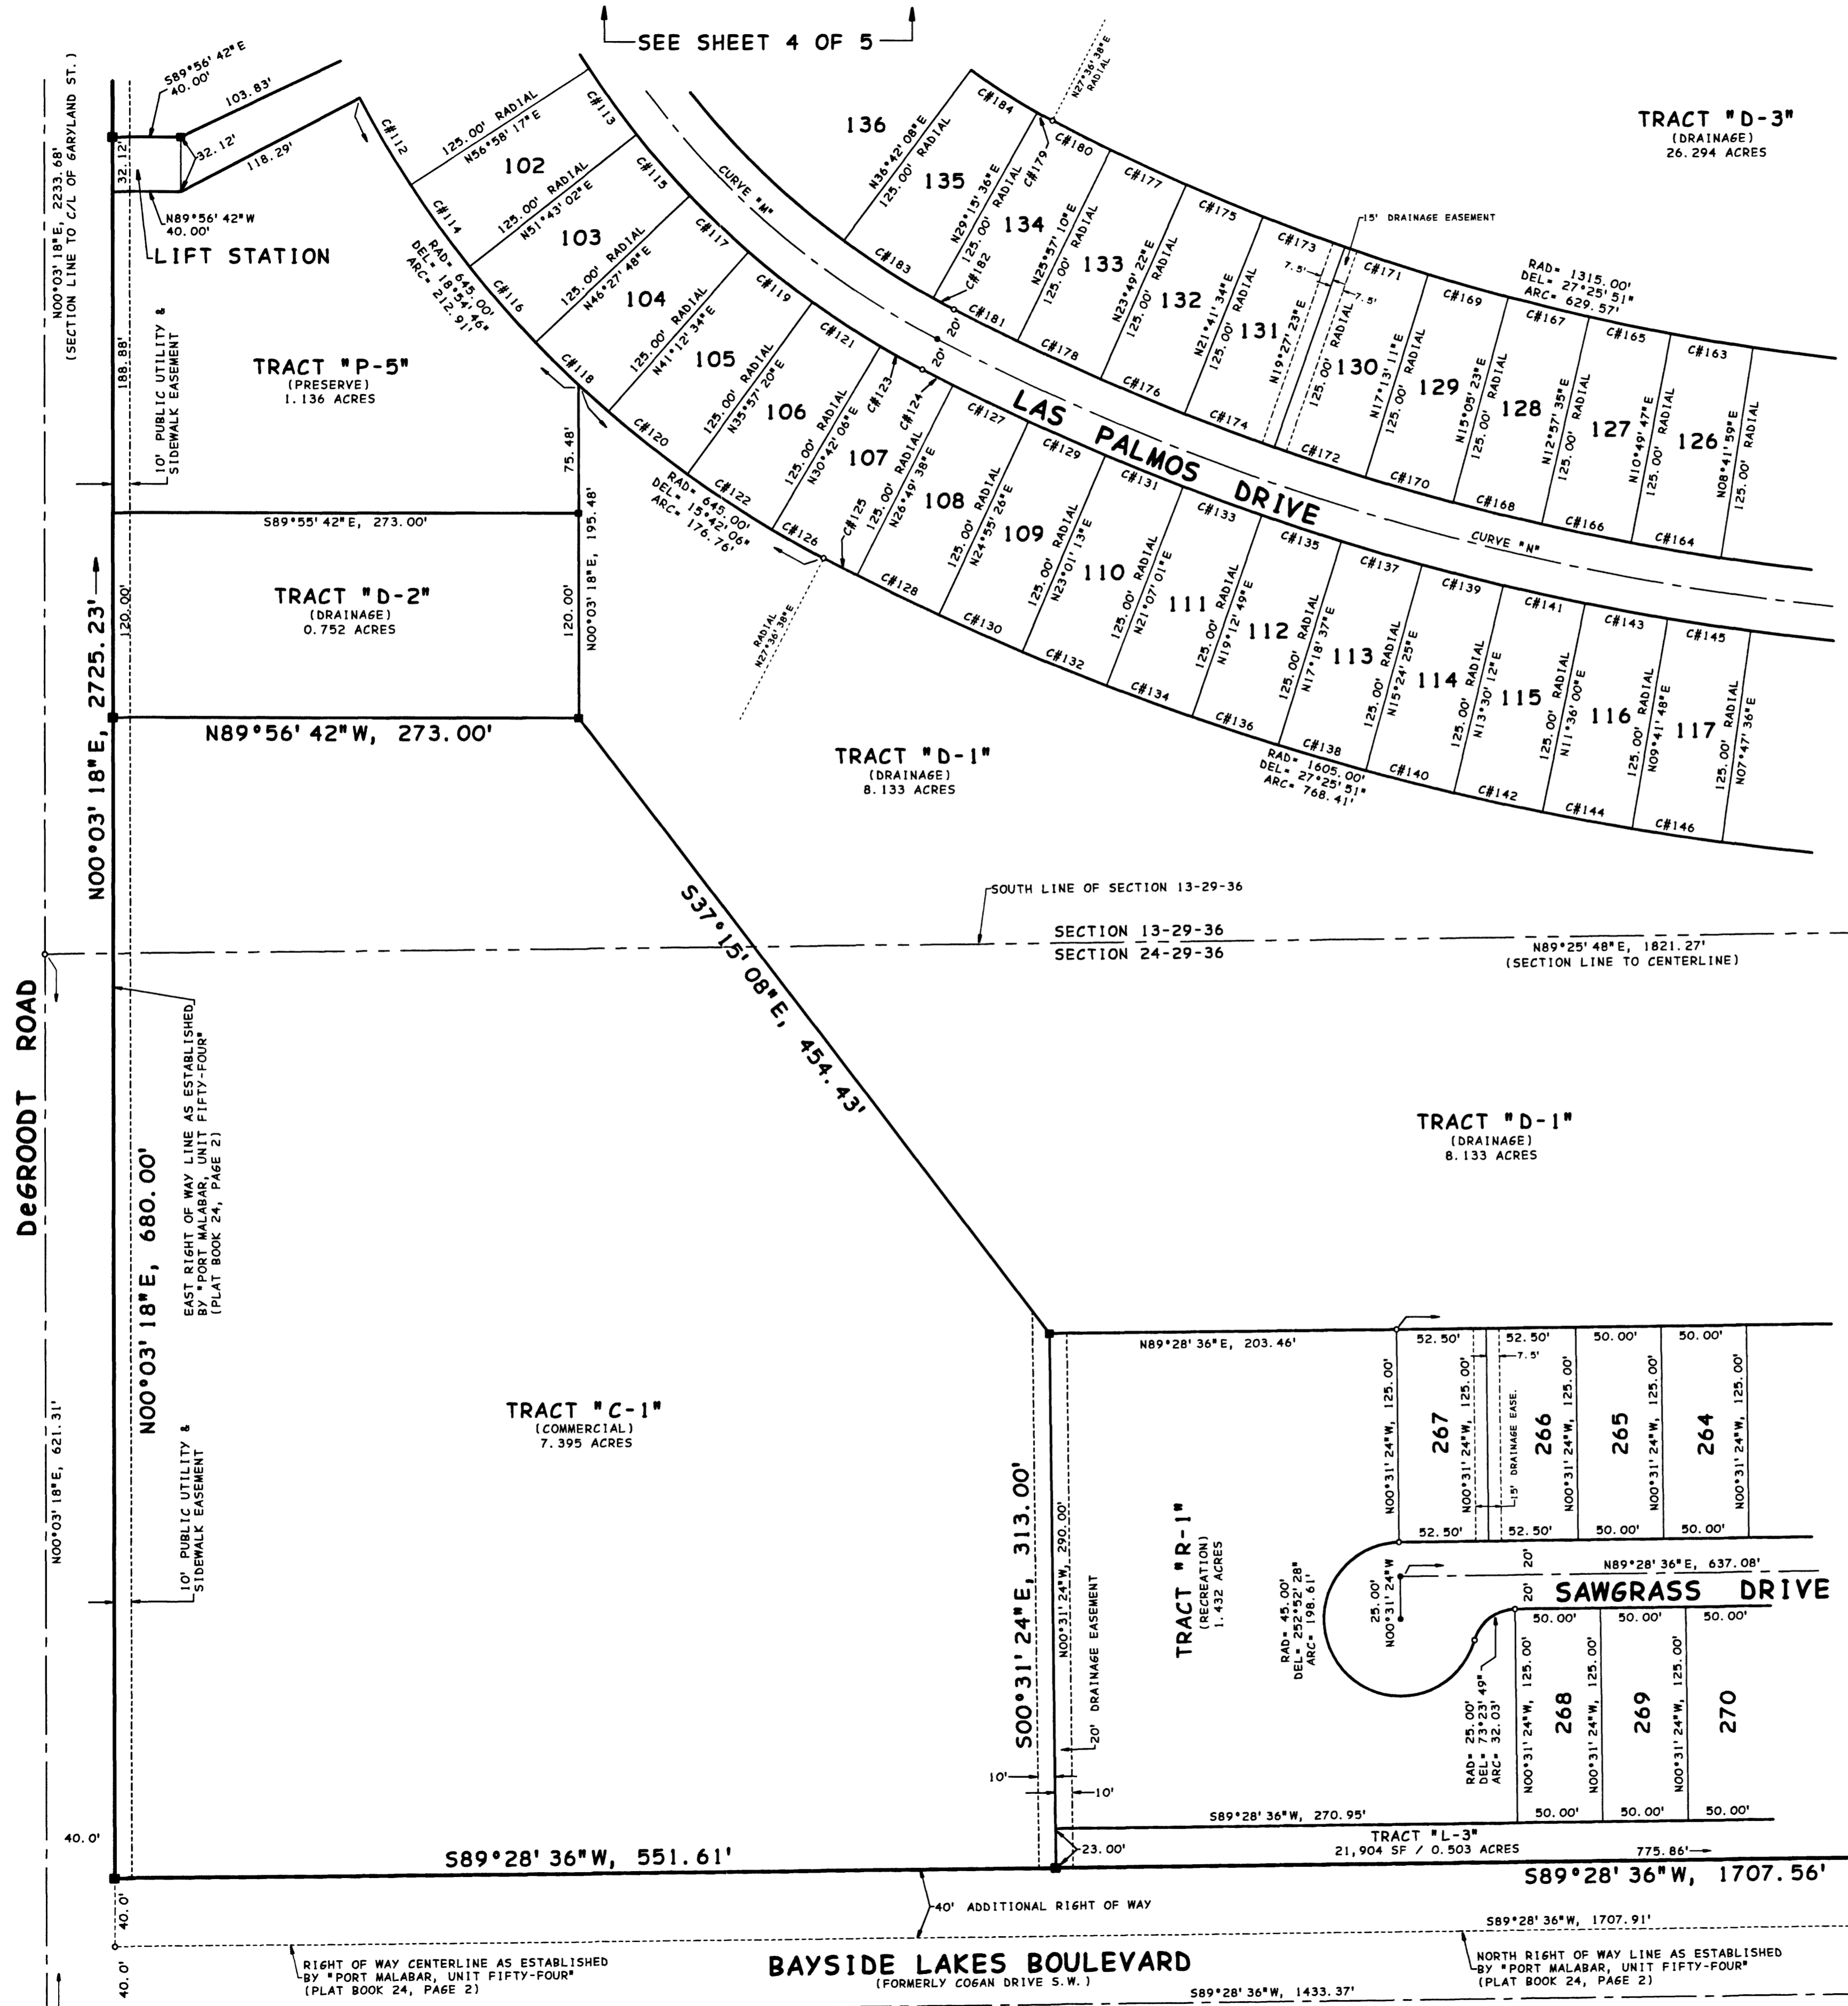 SEE SHEET 4 OF 5
S89°56'42"E
40.00'
103.83'
32.12'
32.12'
118.29'
N89°56'42"W
40.00'
LIFT STATION
N00°03'18"E, 2233.68'
(SECTION LINE TO C/L OF GARYLAND ST.)
188.88'
10' PUBLIC UTILITY &
SIDEWALK EASEMENT
TRACT "P-5"
(PRESERVE)
1.136 ACRES
C#112
C#114
RAD= 645.00'
DEL= 18°54'46"
ARC= 212.91'
C#116
C#118
C#120
RAD= 645.00'
DEL= 15°42'06"
ARC= 176.76'
C#122
C#126
C#125
RADIAL
N27°36'38"E
C#113
C#115
C#117
C#119
C#121
C#123
C#124
125.00' RADIAL
N56°58'17"E
102
125.00' RADIAL
N51°43'02"E
103
125.00' RADIAL
N46°27'48"E
104
125.00' RADIAL
N41°12'34"E
105
125.00' RADIAL
N35°57'20"E
106
125.00' RADIAL
N30°42'06"E
107
125.00' RADIAL
N26°49'38"E
108
125.00' RADIAL
N24°55'26"E
109
125.00' RADIAL
N23°01'13"E
110
125.00' RADIAL
N21°07'01"E
111
125.00' RADIAL
N19°12'49"E
112
125.00' RADIAL
N17°18'37"E
113
125.00' RADIAL
N15°24'25"E
114
125.00' RADIAL
N13°30'12"E
115
125.00' RADIAL
N11°36'00"E
116
125.00' RADIAL
N09°41'48"E
117
125.00' RADIAL
N07°47'36"E
C#127
C#129
C#131
C#133
C#135
C#137
C#139
C#141
C#143
C#145
C#128
C#130
C#132
C#134
C#136
C#138
C#140
C#142
C#144
C#146
RAD= 1605.00'
DEL= 27°25'51"
ARC= 768.41'
CURVE "M"
20'
20'
LAS PALMOS DRIVE
CURVE "N"
136
N36°42'08"E
125.00' RADIAL
135
N29°15'36"E
125.00' RADIAL
134
N25°57'10"E
125.00' RADIAL
133
N23°49'22"E
125.00' RADIAL
132
N21°41'34"E
125.00' RADIAL
131
N19°27'23"E
125.00' RADIAL
130
N17°13'11"E
125.00' RADIAL
129
N15°05'23"E
125.00' RADIAL
128
N12°57'35"E
125.00' RADIAL
127
N10°49'47"E
125.00' RADIAL
126
N08°41'59"E
125.00' RADIAL
C#184
N27°36'38"E
RADIAL
C#179
C#180
C#177
C#175
C#173
C#171
C#169
C#167
C#165
C#163
C#183
C#182
C#181
C#178
C#176
C#174
C#172
C#170
C#168
C#166
C#164
15' DRAINAGE EASEMENT
7.5'
7.5'
RAD= 1315.00'
DEL= 27°25'51"
ARC= 629.57'
TRACT "D-3"
(DRAINAGE)
26.294 ACRES
75.48'
S89°55'42"E, 273.00'
TRACT "D-2"
(DRAINAGE)
0.752 ACRES
120.00'
120.00'
N00°03'18"E, 195.48'
N00°03'18"E, 2725.23'
N89°56'42"W, 273.00'
TRACT "D-1"
(DRAINAGE)
8.133 ACRES
S37°15'08"E, 454.43'
SOUTH LINE OF SECTION 13-29-36
SECTION 13-29-36
SECTION 24-29-36
N89°25'48"E, 1821.27'
(SECTION LINE TO CENTERLINE)
DeGROODT ROAD
EAST RIGHT OF WAY LINE AS ESTABLISHED
BY "PORT MALABAR, UNIT FIFTY-FOUR"
(PLAT BOOK 24, PAGE 2)
N00°03'18"E, 680.00'
N00°03'18"E, 621.31'
10' PUBLIC UTILITY &
SIDEWALK EASEMENT
TRACT "C-1"
(COMMERCIAL)
7.395 ACRES
TRACT "D-1"
(DRAINAGE)
8.133 ACRES
N89°28'36"E, 203.46'
S00°31'24"E, 313.00'
N00°31'24"W, 290.00'
20' DRAINAGE EASEMENT
10'
10'
TRACT "R-1"
(RECREATION)
1.432 ACRES
52.50'
52.50'
50.00'
50.00'
7.5'
N00°31'24"W, 125.00'
267
N00°31'24"W, 125.00'
15' DRAINAGE EASE.
266
N00°31'24"W, 125.00'
265
N00°31'24"W, 125.00'
264
N00°31'24"W, 125.00'
52.50'
52.50'
50.00'
50.00'
RAD= 45.00'
DEL= 252°52'28"
ARC= 198.61'
25.00'
N00°31'24"W
20'
20'
N89°28'36"E, 637.08'
SAWGRASS DRIVE
50.00'
50.00'
50.00'
RAD= 25.00'
DEL= 73°23'49"
ARC= 32.03'
N00°31'24"W, 125.00'
268
N00°31'24"W, 125.00'
269
N00°31'24"W, 125.00'
270
50.00'
50.00'
50.00'
S89°28'36"W, 270.95'
TRACT "L-3"
21,904 SF / 0.503 ACRES
775.86'
23.00'
40.0'
S89°28'36"W, 551.61'
S89°28'36"W, 1707.56'
40.0'
40' ADDITIONAL RIGHT OF WAY
S89°28'36"W, 1707.91'
40.0'
RIGHT OF WAY CENTERLINE AS ESTABLISHED
BY "PORT MALABAR, UNIT FIFTY-FOUR"
(PLAT BOOK 24, PAGE 2)
BAYSIDE LAKES BOULEVARD
(FORMERLY COGAN DRIVE S.W.)
NORTH RIGHT OF WAY LINE AS ESTABLISHED
BY "PORT MALABAR, UNIT FIFTY-FOUR"
(PLAT BOOK 24, PAGE 2)
S89°28'36"W, 1433.37'